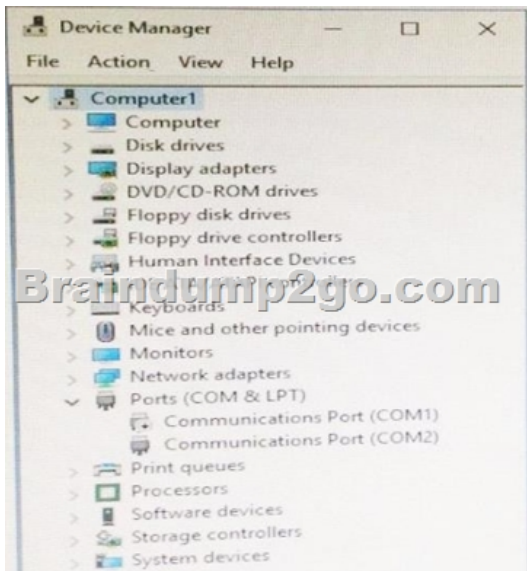 Device Manager
File Action View Help
Computer1
Computer
Disk drives
Display adapters
DVD/CD-ROM drives
Floppy disk drives
Floppy drive controllers
Human Interface Devices
Braindump2go.com
Keyboards
Mice and other pointing devices
Monitors
Network adapters
Ports (COM & LPT)
Communications Port (COM1)
Communications Port (COM2)
Print queues
Processors
Software devices
Storage controllers
System devices